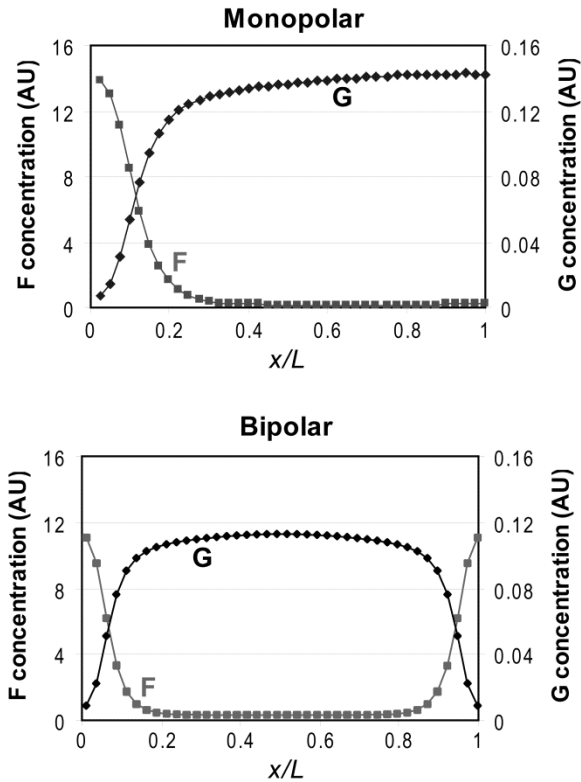 Monopolar
16 0.16
12 0.12
8 0.08
4 0.04
0 0
F concentration (AU)
G concentration (AU)
G
F
0 0.2 0.4 0.6 0.8 1
x/L
Bipolar
16 0.16
12 0.12
8 0.08
4 0.04
0 0
F concentration (AU)
G concentration (AU)
G
F
0 0.2 0.4 0.6 0.8 1
x/L